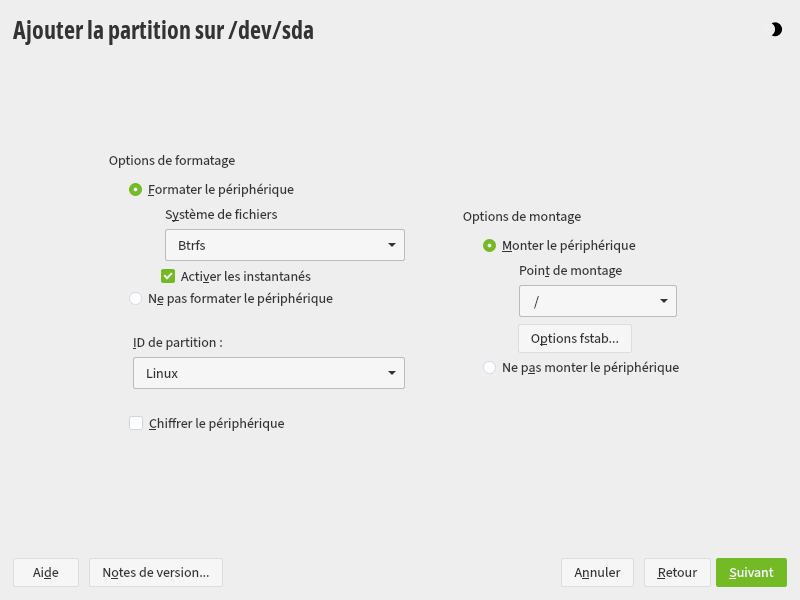 Ajouter la partition sur /dev/sda
Options de formatage
Formater le périphérique
Système de fichiers
Btrfs
Activer les instantanés
Ne pas formater le périphérique
ID de partition :
Linux
Chiffrer le périphérique
Options de montage
Monter le périphérique
Point de montage
/
Options fstab...
Ne pas monter le périphérique
Aide
Notes de version...
Annuler
Retour
Suivant